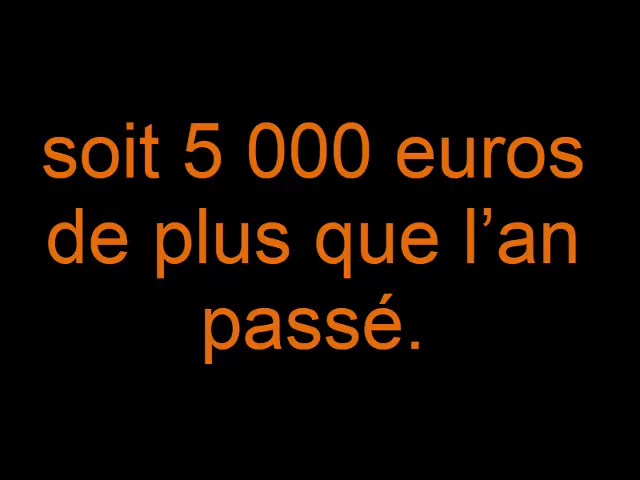 soit 5 000 euros
de plus que l’an
passé.